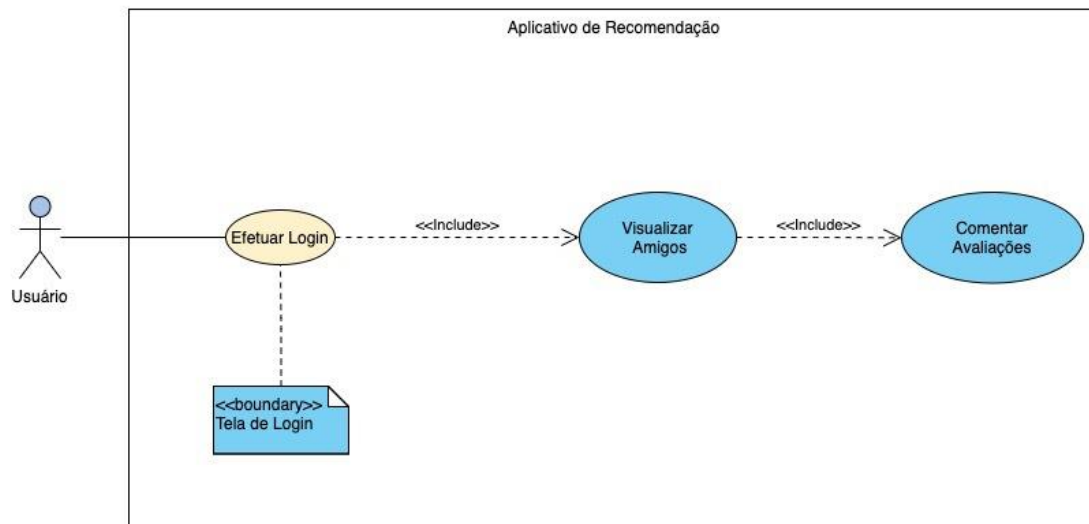 Aplicativo de Recomendação
Usuário
Efetuar Login
<<Include>>
Visualizar
Amigos
<<Include>>
Comentar
Avaliações
<<boundary>>
Tela de Login